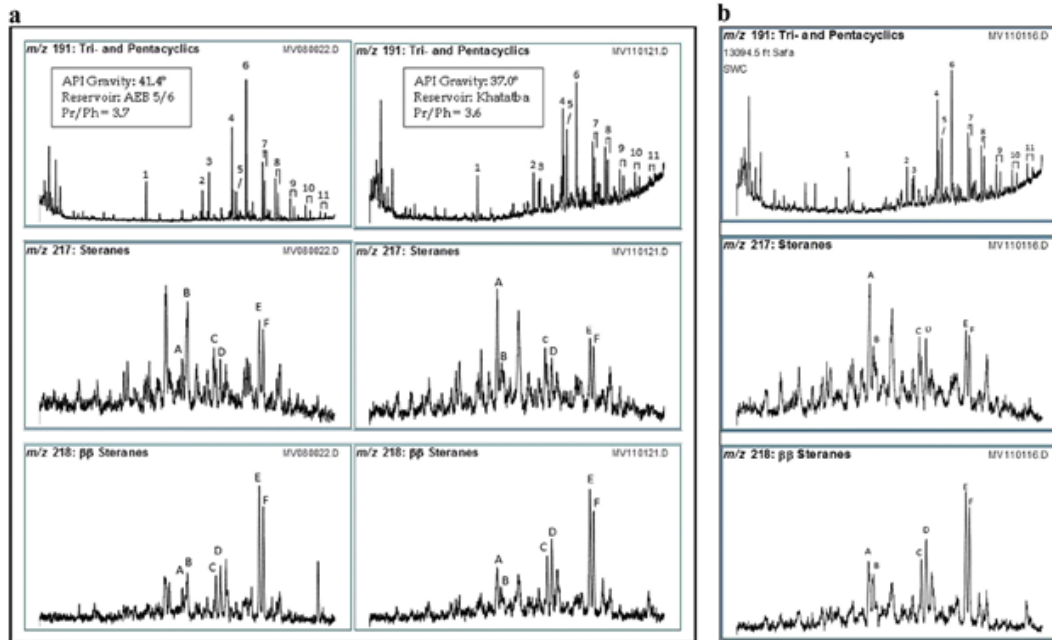 a
b
m/z 191: Tri- and Pentacyclics MV080022.D
API Gravity: 41.4°
Reservoir: AEB 5/6
Pr/Ph = 3.7
1 2 3 4 5 6 7 8 9 10 11
m/z 191: Tri- and Pentacyclics MV110121.D
API Gravity: 37.0°
Reservoir: Khatatba
Pr/Ph = 3.6
1 2 3 4 5 6 7 8 9 10 11
m/z 191: Tri- and Pentacyclics MV110116.D
13094.5 ft Safa
SWC
1 2 3 4 5 6 7 8 9 10 11
m/z 217: Steranes MV080022.D
A B C D E F
m/z 217: Steranes MV110121.D
A B c D E F
m/z 217: Steranes MV110116.D
A B C D E F
m/z 218: ββ Steranes MV080022.D
A B C D E F
m/z 218: ββ Steranes MV110121.D
A B C D E F
m/z 218: ββ Steranes MV110116.D
A B C D E F